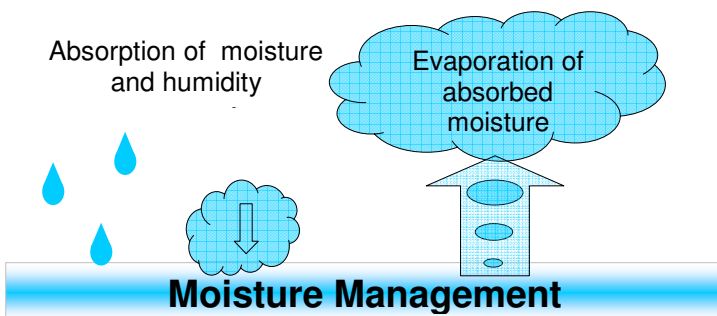 Absorption of moisture
and humidity
Evaporation of
absorbed
moisture
Moisture Management